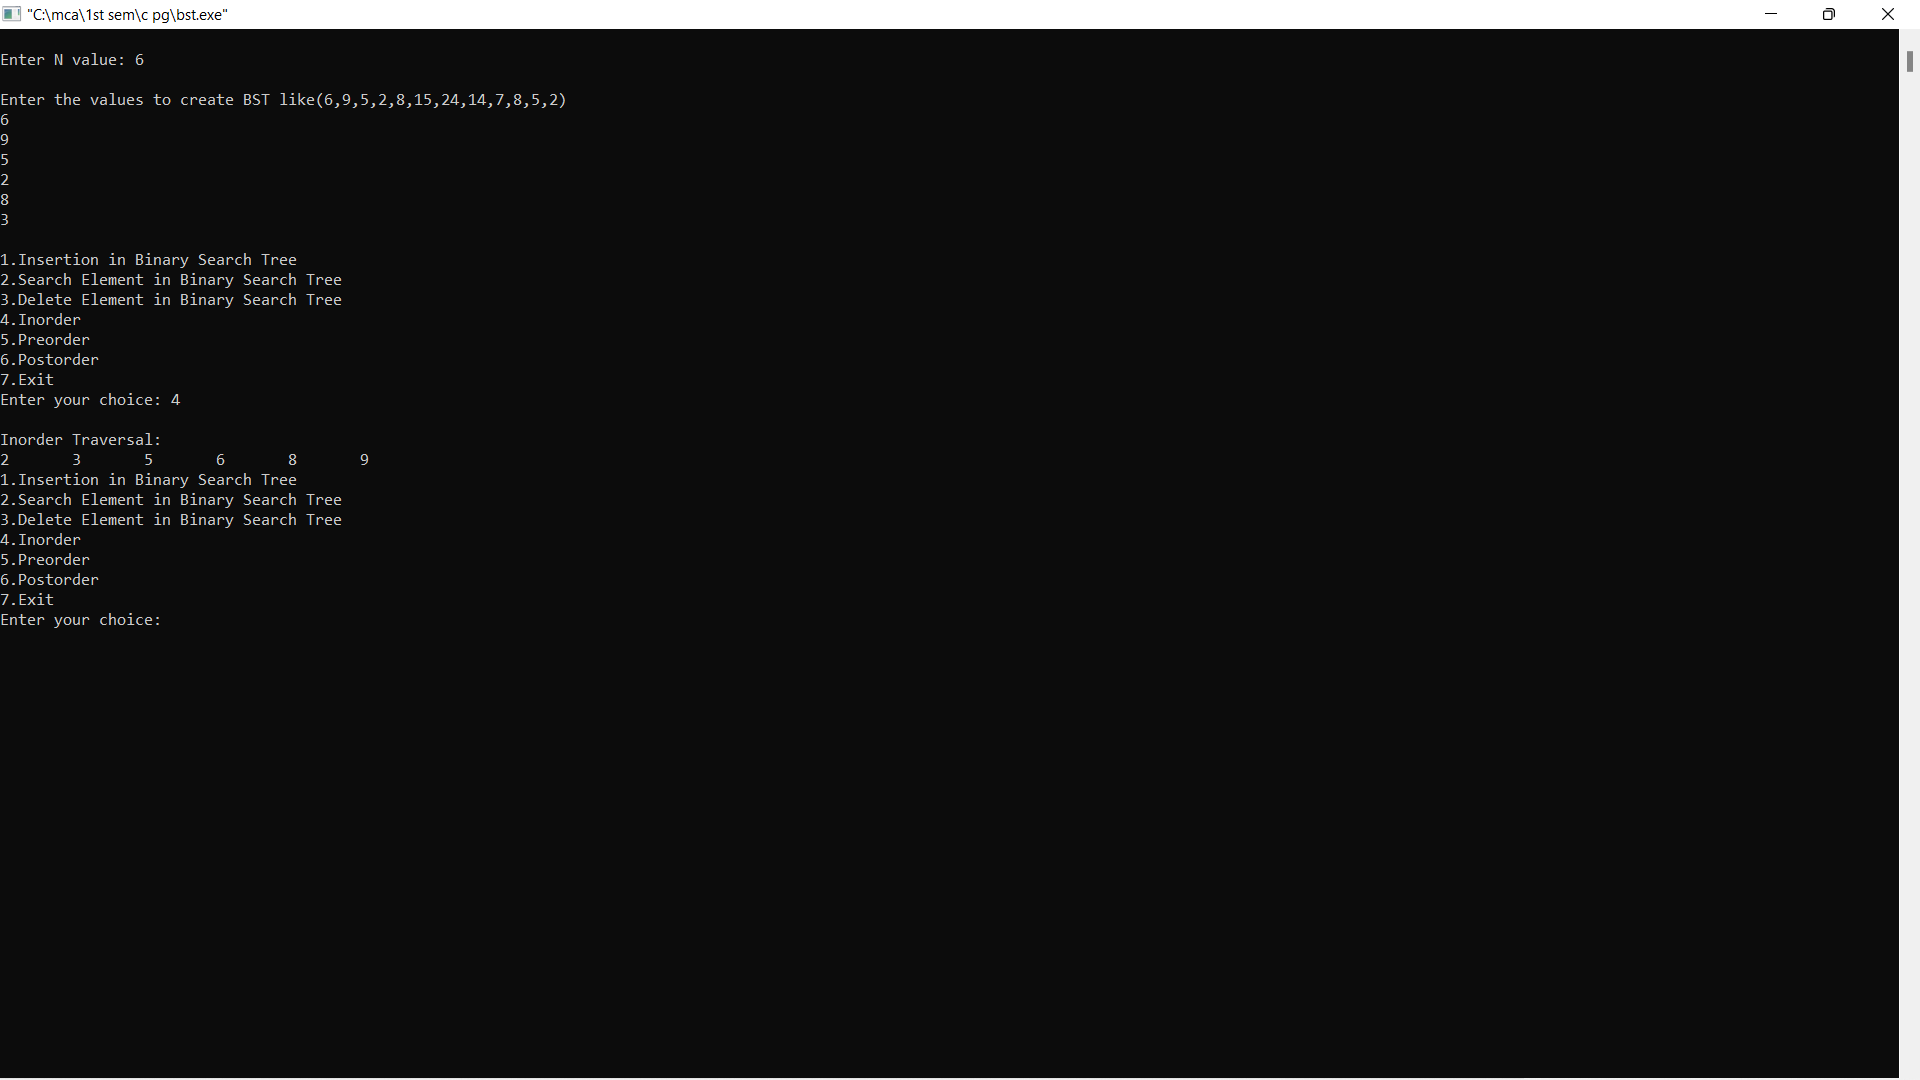 "C:\mca\1st sem\c pg\bst.exe"
Enter N value: 6
Enter the values to create BST like(6,9,5,2,8,15,24,14,7,8,5,2)
6
9
5
2
8
3
1.Insertion in Binary Search Tree
2.Search Element in Binary Search Tree
3.Delete Element in Binary Search Tree
4.Inorder
5.Preorder
6.Postorder
7.Exit
Enter your choice: 4
Inorder Traversal:
2 3 5 6 8 9
1.Insertion in Binary Search Tree
2.Search Element in Binary Search Tree
3.Delete Element in Binary Search Tree
4.Inorder
5.Preorder
6.Postorder
7.Exit
Enter your choice: